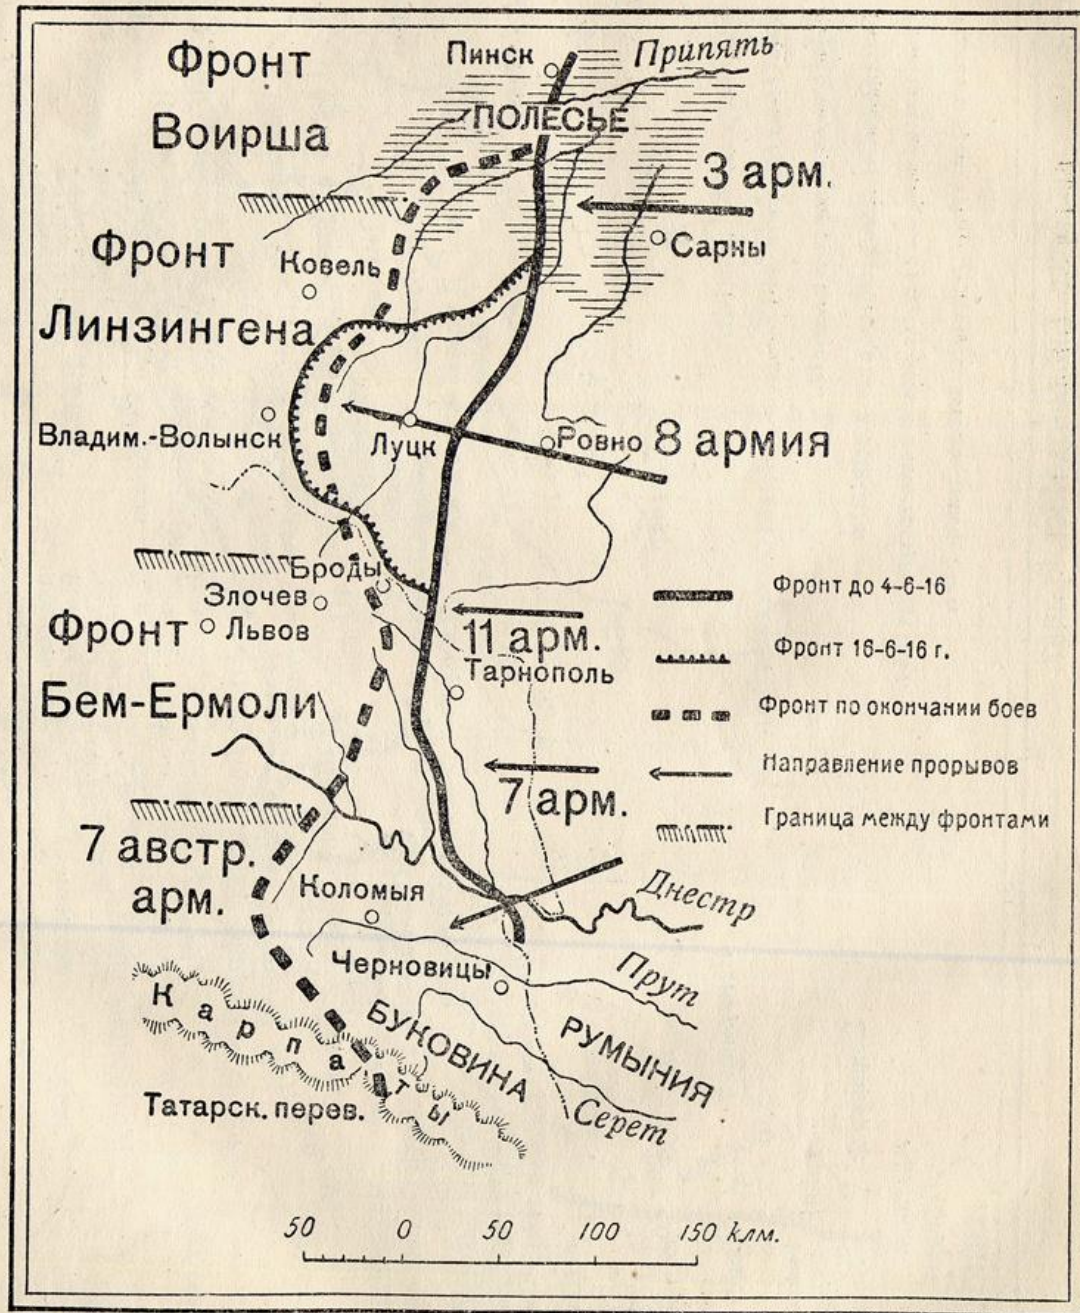 Фронт
Воирша
Пинск
Припять
ПОЛЕСЬЕ
3 арм.
Сарны
Фронт
Ковель
Линзингена
Владим.-Волынск
Луцк
Ровно
8 армия
Броды
Злочев
Львов
Фронт
Бем-Ермоли
11 арм.
Тарнополь
7 арм.
Фронт до 4-6-16
Фронт 16-6-16 г.
Фронт по окончании боев
Направление прорывов
Граница между фронтами
7 австр.
арм.
Коломыя
Днестр
Черновицы
Прут
Карпаты
БУКОВИНА
РУМЫНИЯ
Серет
Татарск. перев.
50 0 50 100 150 клм.